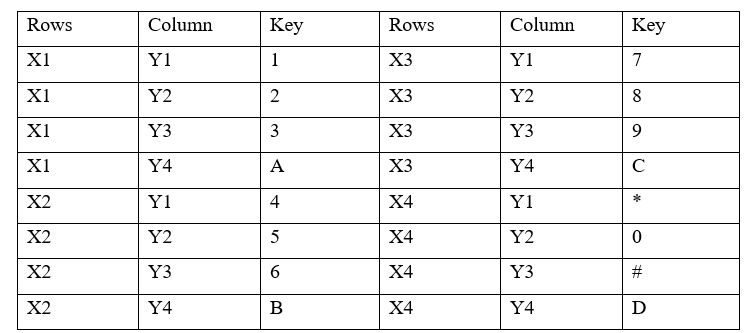 Rows Column Key Rows Column Key
X1 Y1 1 X3 Y1 7
X1 Y2 2 X3 Y2 8
X1 Y3 3 X3 Y3 9
X1 Y4 A X3 Y4 C
X2 Y1 4 X4 Y1 *
X2 Y2 5 X4 Y2 0
X2 Y3 6 X4 Y3 #
X2 Y4 B X4 Y4 D